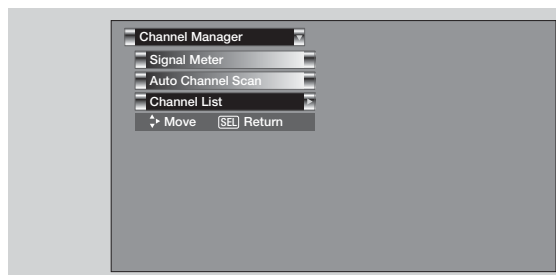 Channel Manager
Signal Meter
Auto Channel Scan
Channel List
Move SEL Return